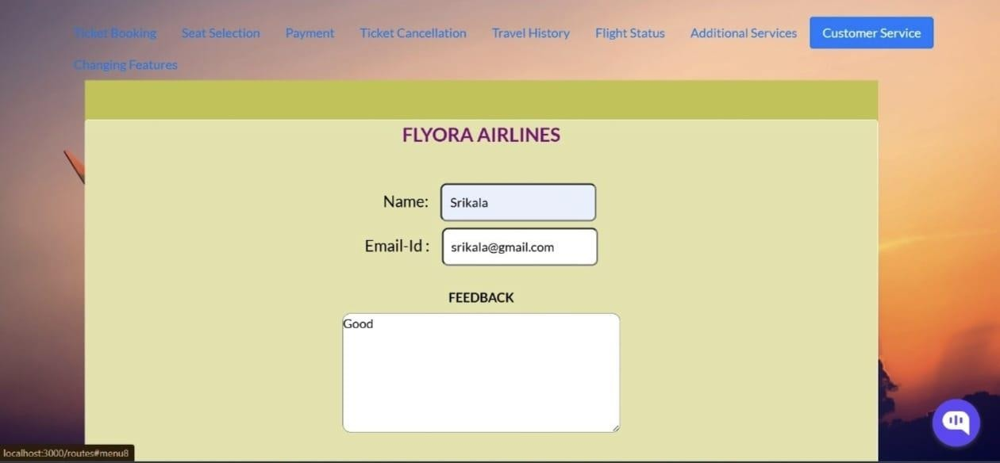 Ticket Booking Seat Selection Payment Ticket Cancellation Travel History Flight Status Additional Services Customer Service
Changing Features
FLYORA AIRLINES
Name: Srikala
Email-Id : srikala@gmail.com
FEEDBACK
Good
localhost:3000/routes#menu8